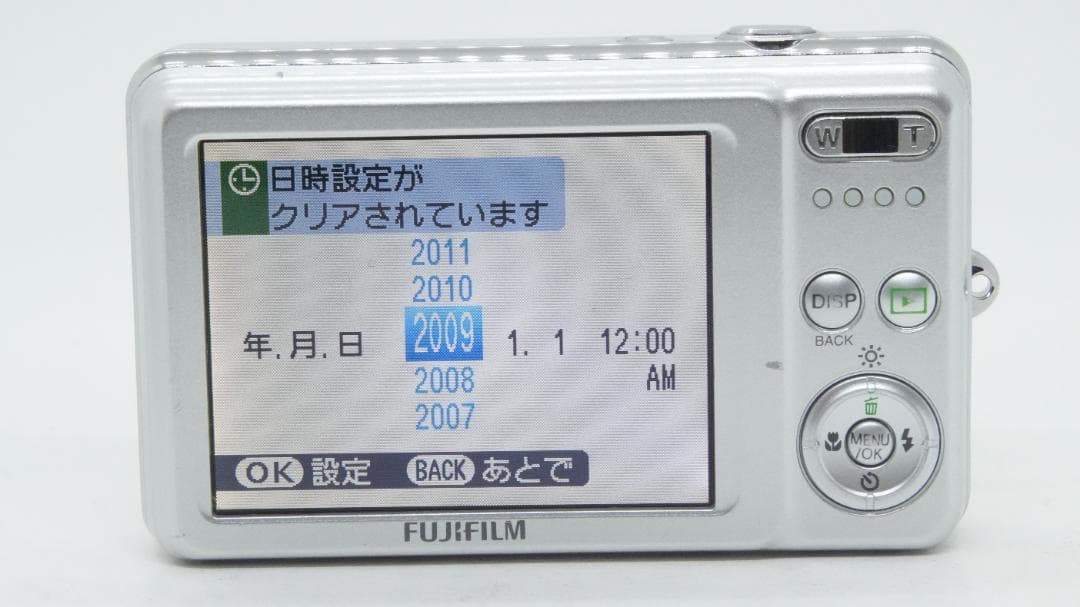 日時設定が
クリアされています
2011
2010
年.月.日 2009 1. 1 12:00
2008 AM
2007
OK 設定 BACK あとで
FUJIFILM
W T
DISP
BACK
MENU
/OK